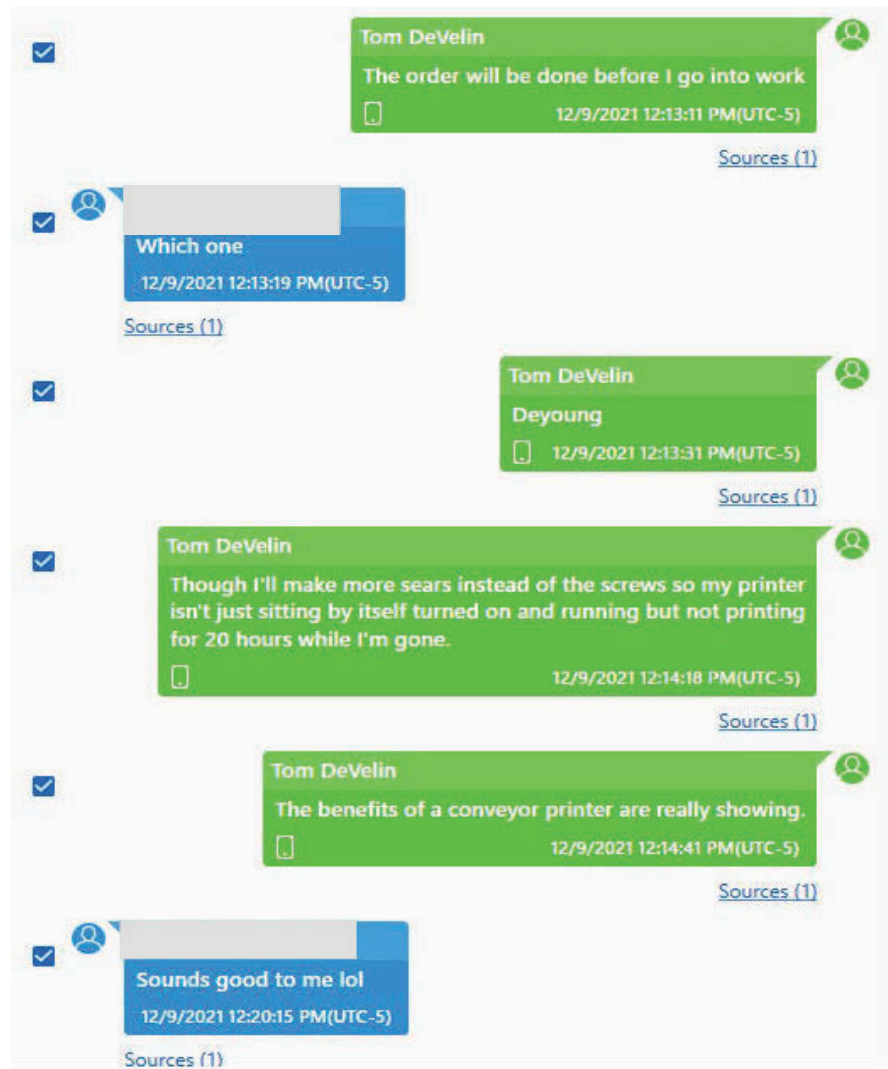 Tom DeVelin
The order will be done before I go into work
12/9/2021 12:13:11 PM(UTC-5)
Sources (1)
Which one
12/9/2021 12:13:19 PM(UTC-5)
Sources (1)
Tom DeVelin
Deyoung
12/9/2021 12:13:31 PM(UTC-5)
Sources (1)
Tom DeVelin
Though I'll make more sears instead of the screws so my printer
isn't just sitting by itself turned on and running but not printing
for 20 hours while I'm gone.
12/9/2021 12:14:18 PM(UTC-5)
Sources (1)
Tom DeVelin
The benefits of a conveyor printer are really showing.
12/9/2021 12:14:41 PM(UTC-5)
Sources (1)
Sounds good to me lol
12/9/2021 12:20:15 PM(UTC-5)
Sources (1)